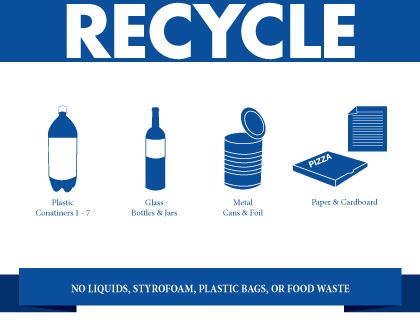 RECYCLE
PIZZA
Plastic
Conatiners 1 - 7
Glass
Bottles & Jars
Metal
Cans & Foil
Paper & Cardboard
NO LIQUIDS, STYROFOAM, PLASTIC BAGS, OR FOOD WASTE